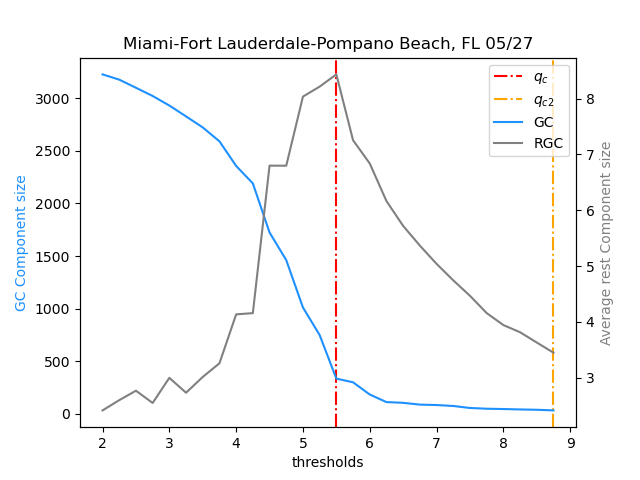 Miami-Fort Lauderdale-Pompano Beach, FL 05/27
GC Component size
3000
2500
2000
1500
1000
500
0
2
3
4
5
6
7
8
9
thresholds
8
7
6
5
4
3
Average rest Component size
q_c
q_{c2}
GC
RGC